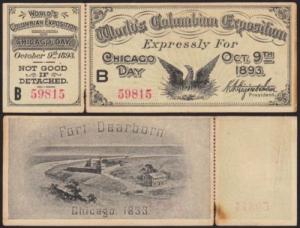 WORLD'S
COLUMBIAN EXPOSITION
CHICAGO DAY
October 9th 1893.
NOT GOOD
IF
DETACHED.
B 59815
World's Columbian Exposition
Expressly For
CHICAGO DAY
OCT. 9TH 1893.
B
59815
President.
Fort Dearborn
Chicago, 1833.